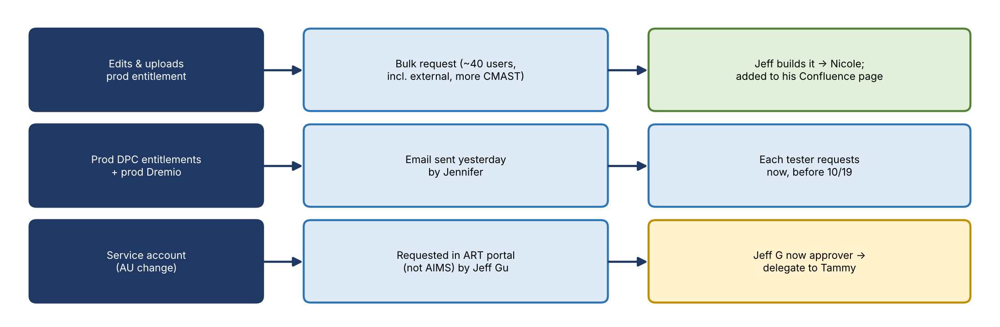 Edits & uploads
prod entitlement
Bulk request (~40 users,
incl. external, more CMAST)
Jeff builds it → Nicole;
added to his Confluence page
Prod DPC entitlements
+ prod Dremio
Email sent yesterday
by Jennifer
Each tester requests
now, before 10/19
Service account
(AU change)
Requested in ART portal
(not AIMS) by Jeff Gu
Jeff G now approver →
delegate to Tammy